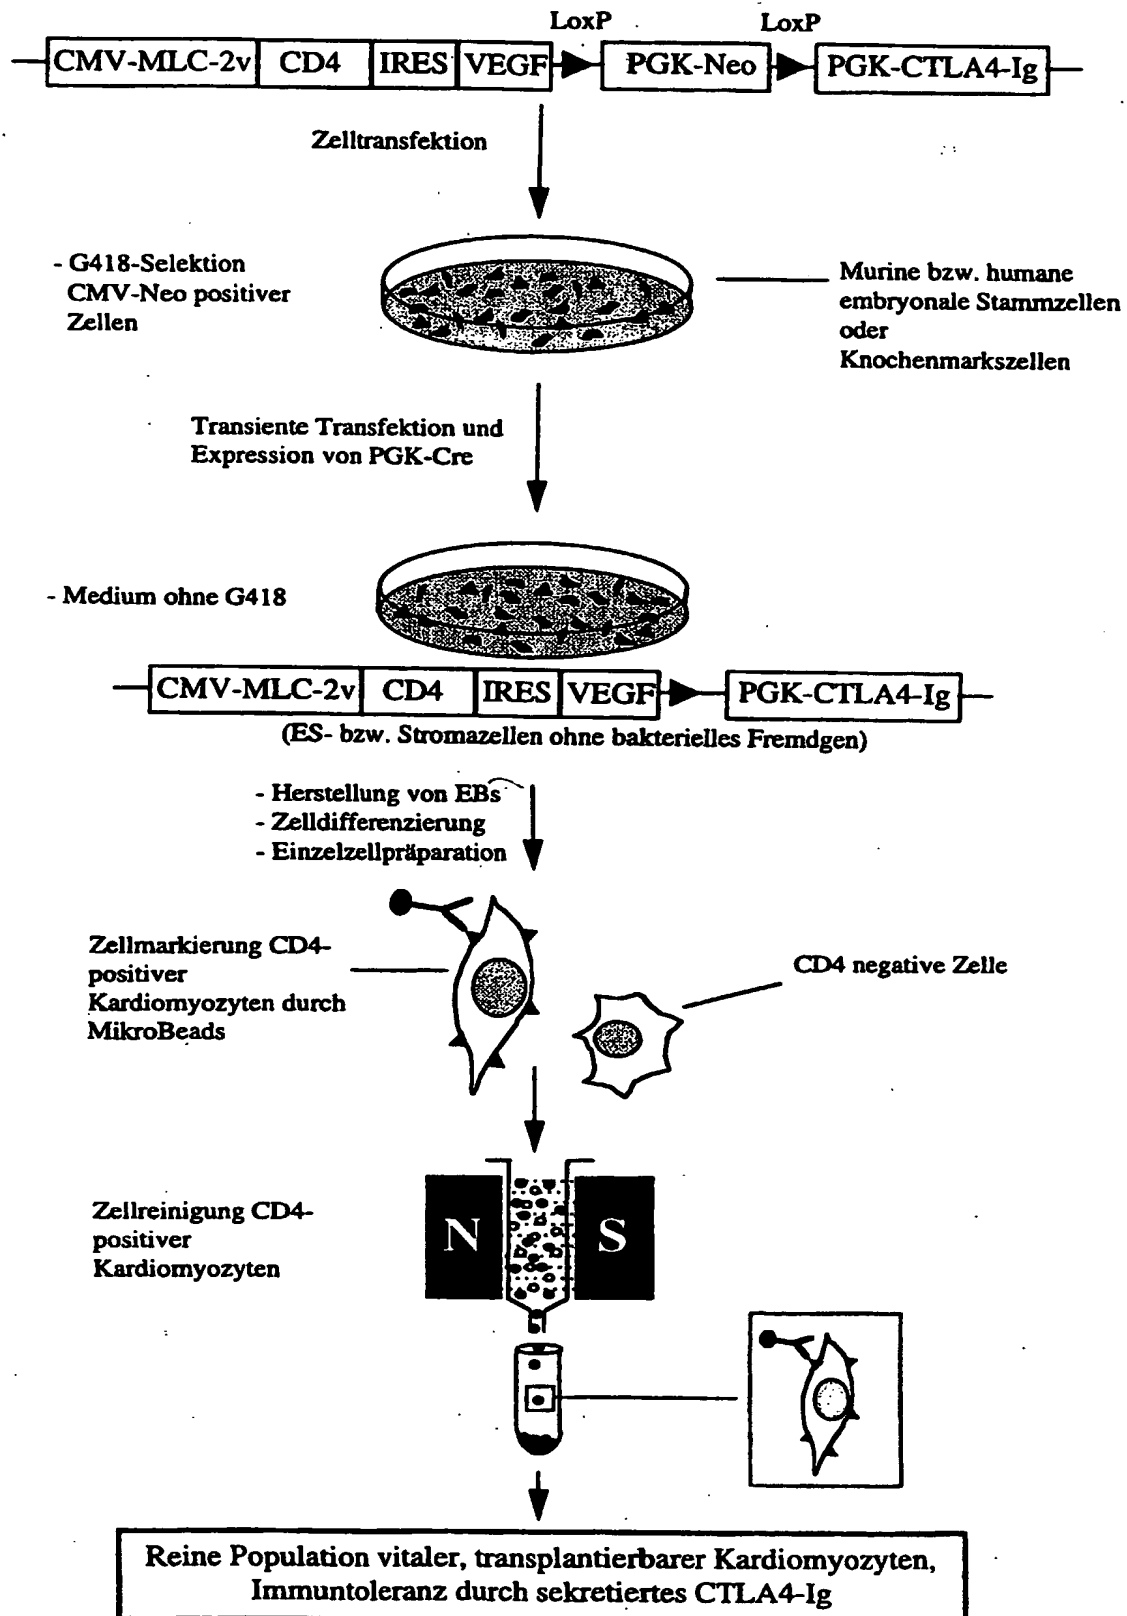 LoxP LoxP
CMV-MLC-2v CD4 IRES VEGF PGK-Neo PGK-CTLA4-Ig
Zelltransfektion
- G418-Selektion
CMV-Neo positiver
Zellen
Murine bzw. humane
embryonale Stammzellen
oder
Knochenmarkszellen
Transiente Transfektion und
Expression von PGK-Cre
- Medium ohne G418
CMV-MLC-2v CD4 IRES VEGF PGK-CTLA4-Ig
(ES- bzw. Stromazellen ohne bakterielles Fremdgen)
- Herstellung von EBs
- Zelldifferenzierung
- Einzelzellpräparation
Zellmarkierung CD4-
positiver
Kardiomyozyten durch
MikroBeads
CD4 negative Zelle
Zellreinigung CD4-
positiver
Kardiomyozyten
N S
Reine Population vitaler, transplantierbarer Kardiomyozyten,
Immuntoleranz durch sekretiertes CTLA4-Ig